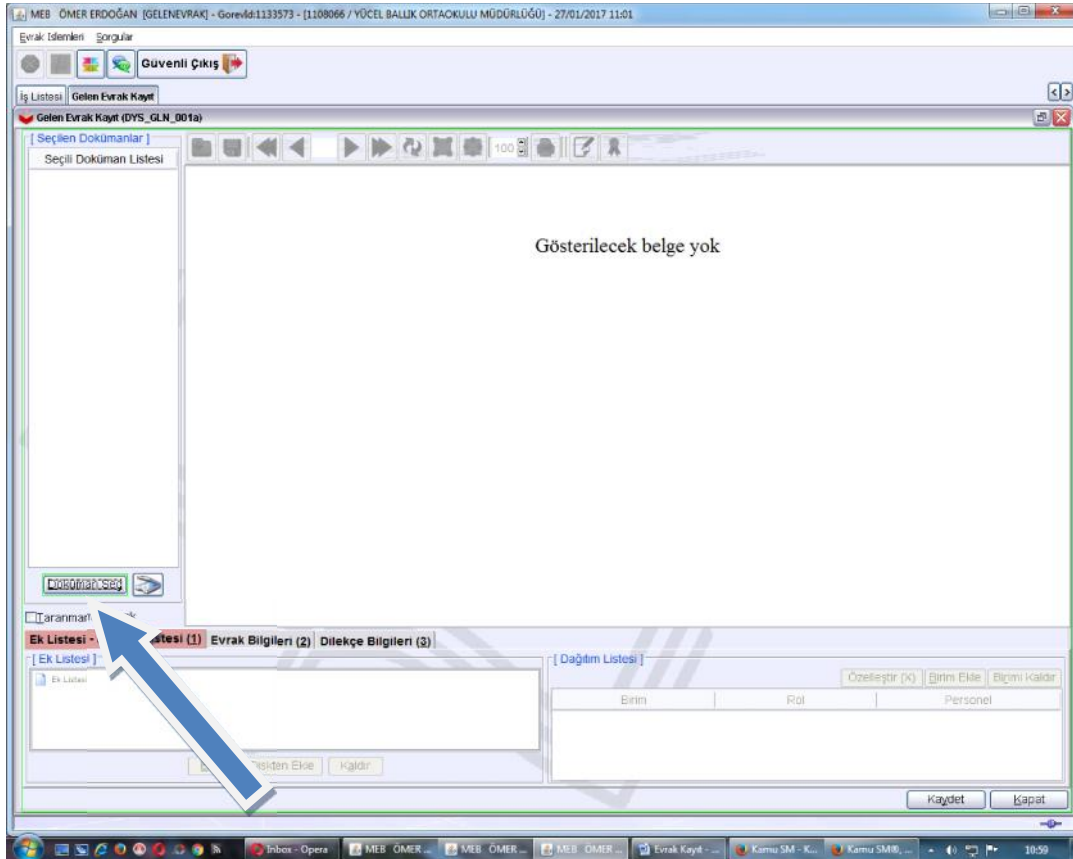 MEB ÖMER ERDOĞAN [GELENEVRAK] - GorevId:1133573 - [1108066 / YÜCEL BALLIK ORTAOKULU MÜDÜRLÜĞÜ] - 27/01/2017 11:01
Evrak Islemleri Sorgular
Güvenli Çıkış
İş Listesi Gelen Evrak Kayıt
Gelen Evrak Kayıt (DYS_GLN_001a)
[ Seçilen Dokümanlar ]
Seçili Doküman Listesi
100
Gösterilecek belge yok
Doküman Seç
Ek Listesi - (1) Evrak Bilgileri (2) Dilekçe Bilgileri (3)
[ Ek Listesi ] [ Dağıtım Listesi ]
Ek Listesi
Özelleştir (X) Birim Ekle Birimi Kaldır
Birim Rol Personel
Diskten Ekle Kaldır
Kaydet Kapat
Inbox - Opera MEB ÖMER ... MEB ÖMER ... MEB ÖMER ... Evrak Kayıt - ... Kamu SM - K... Kamu SM®, ... 10:59